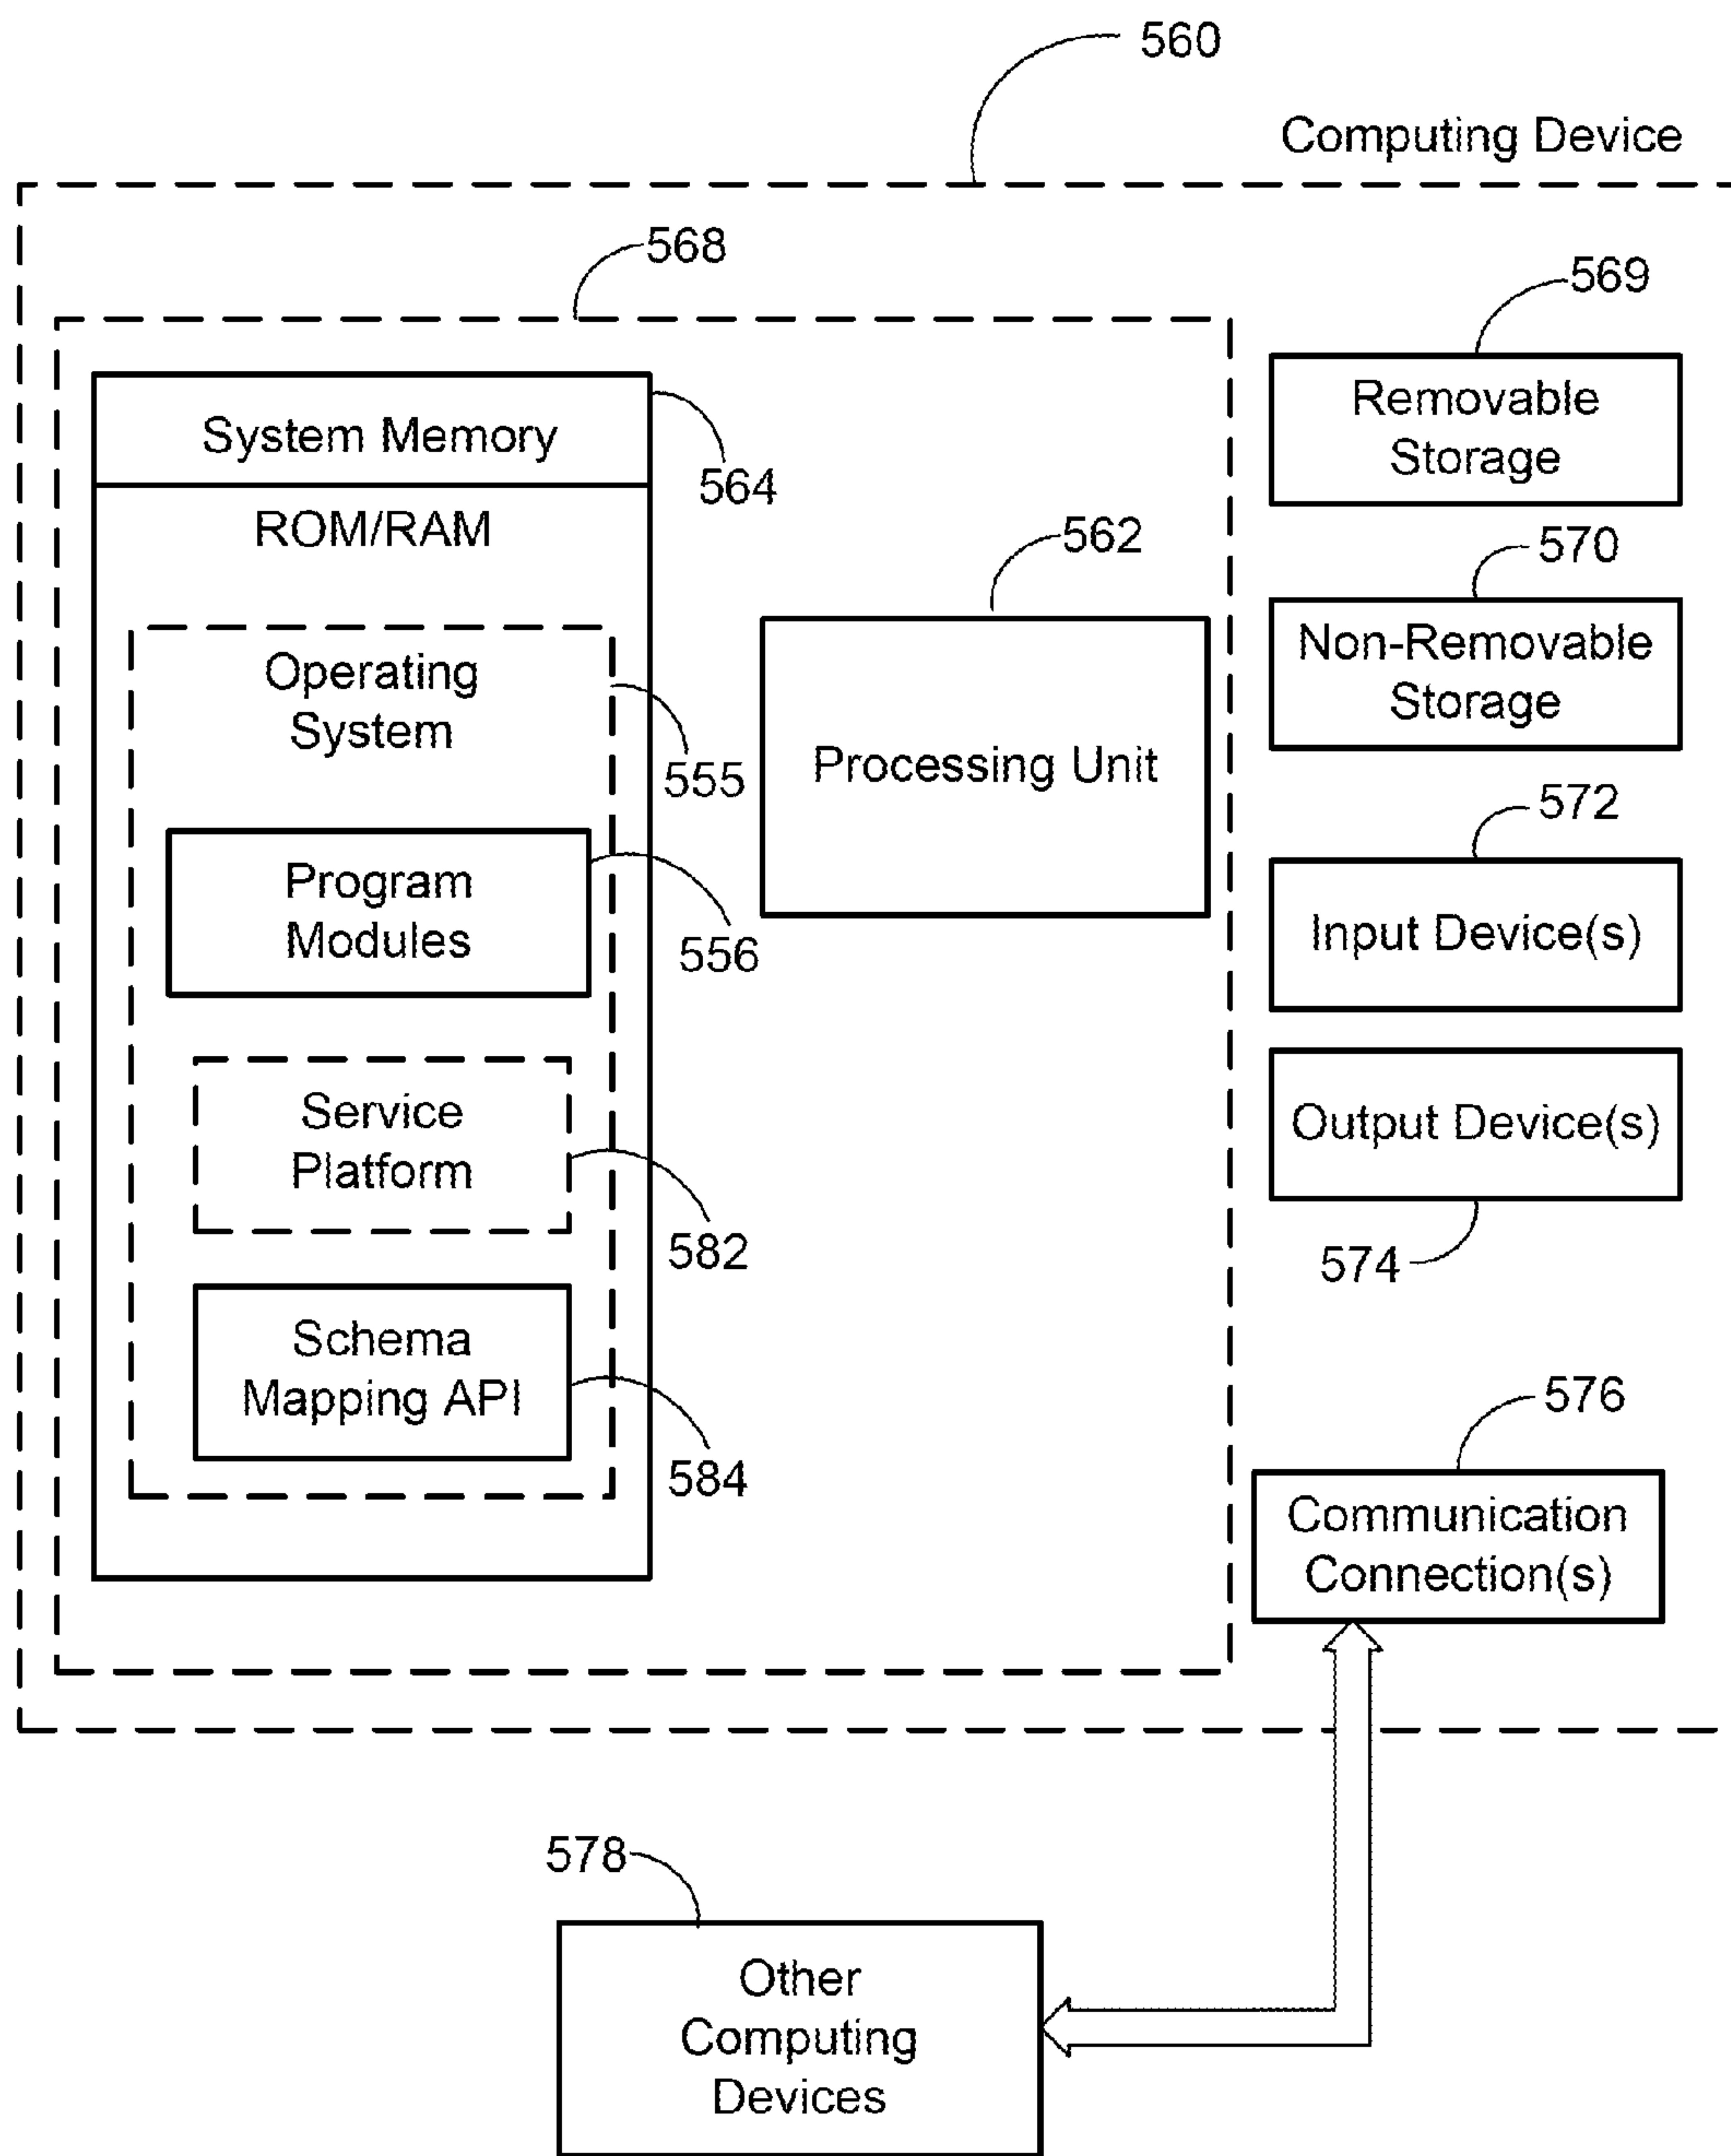 560
Computing Device
568
569
Removable
Storage
System Memory
564
ROM/RAM
562
570
Non-Removable
Storage
Operating
System
555
Processing Unit
572
Input Device(s)
Program
Modules
556
Output Device(s)
574
Service
Platform
582
Schema
Mapping API
584
576
Communication
Connection(s)
578
Other
Computing
Devices